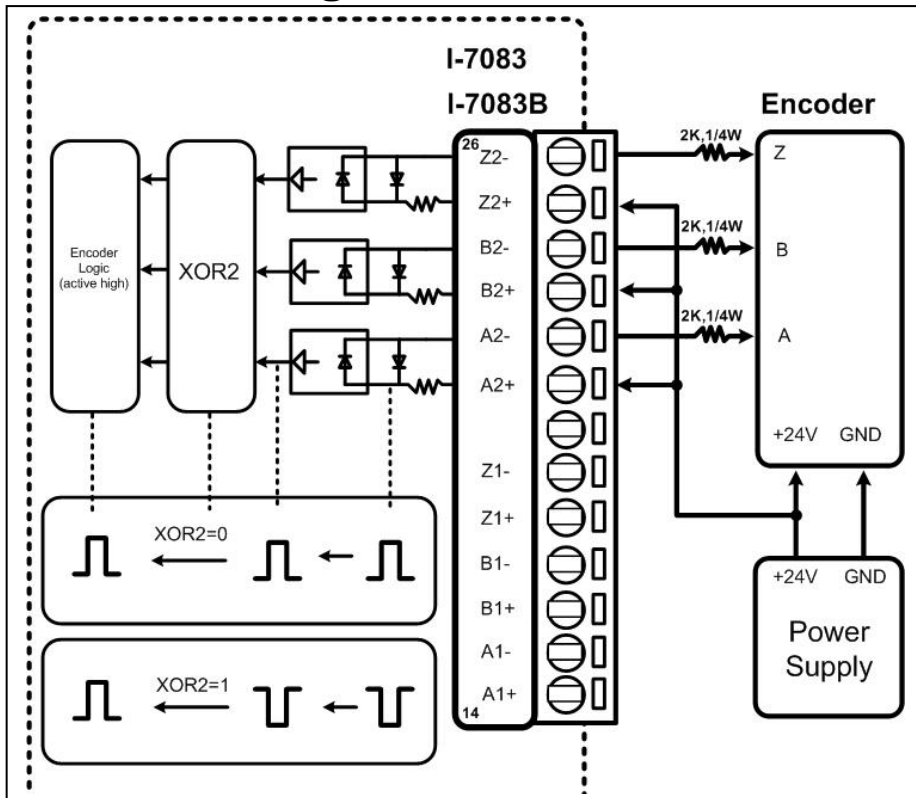 I-7083
I-7083B
Encoder
26
Z2-
Z2+
B2-
B2+
A2-
A2+
Z1-
Z1+
B1-
B1+
A1-
A1+
14
2K,1/4W
2K,1/4W
2K,1/4W
Z
B
A
+24V GND
+24V GND
Power
Supply
Encoder
Logic
(active high)
XOR2
XOR2=0
XOR2=1